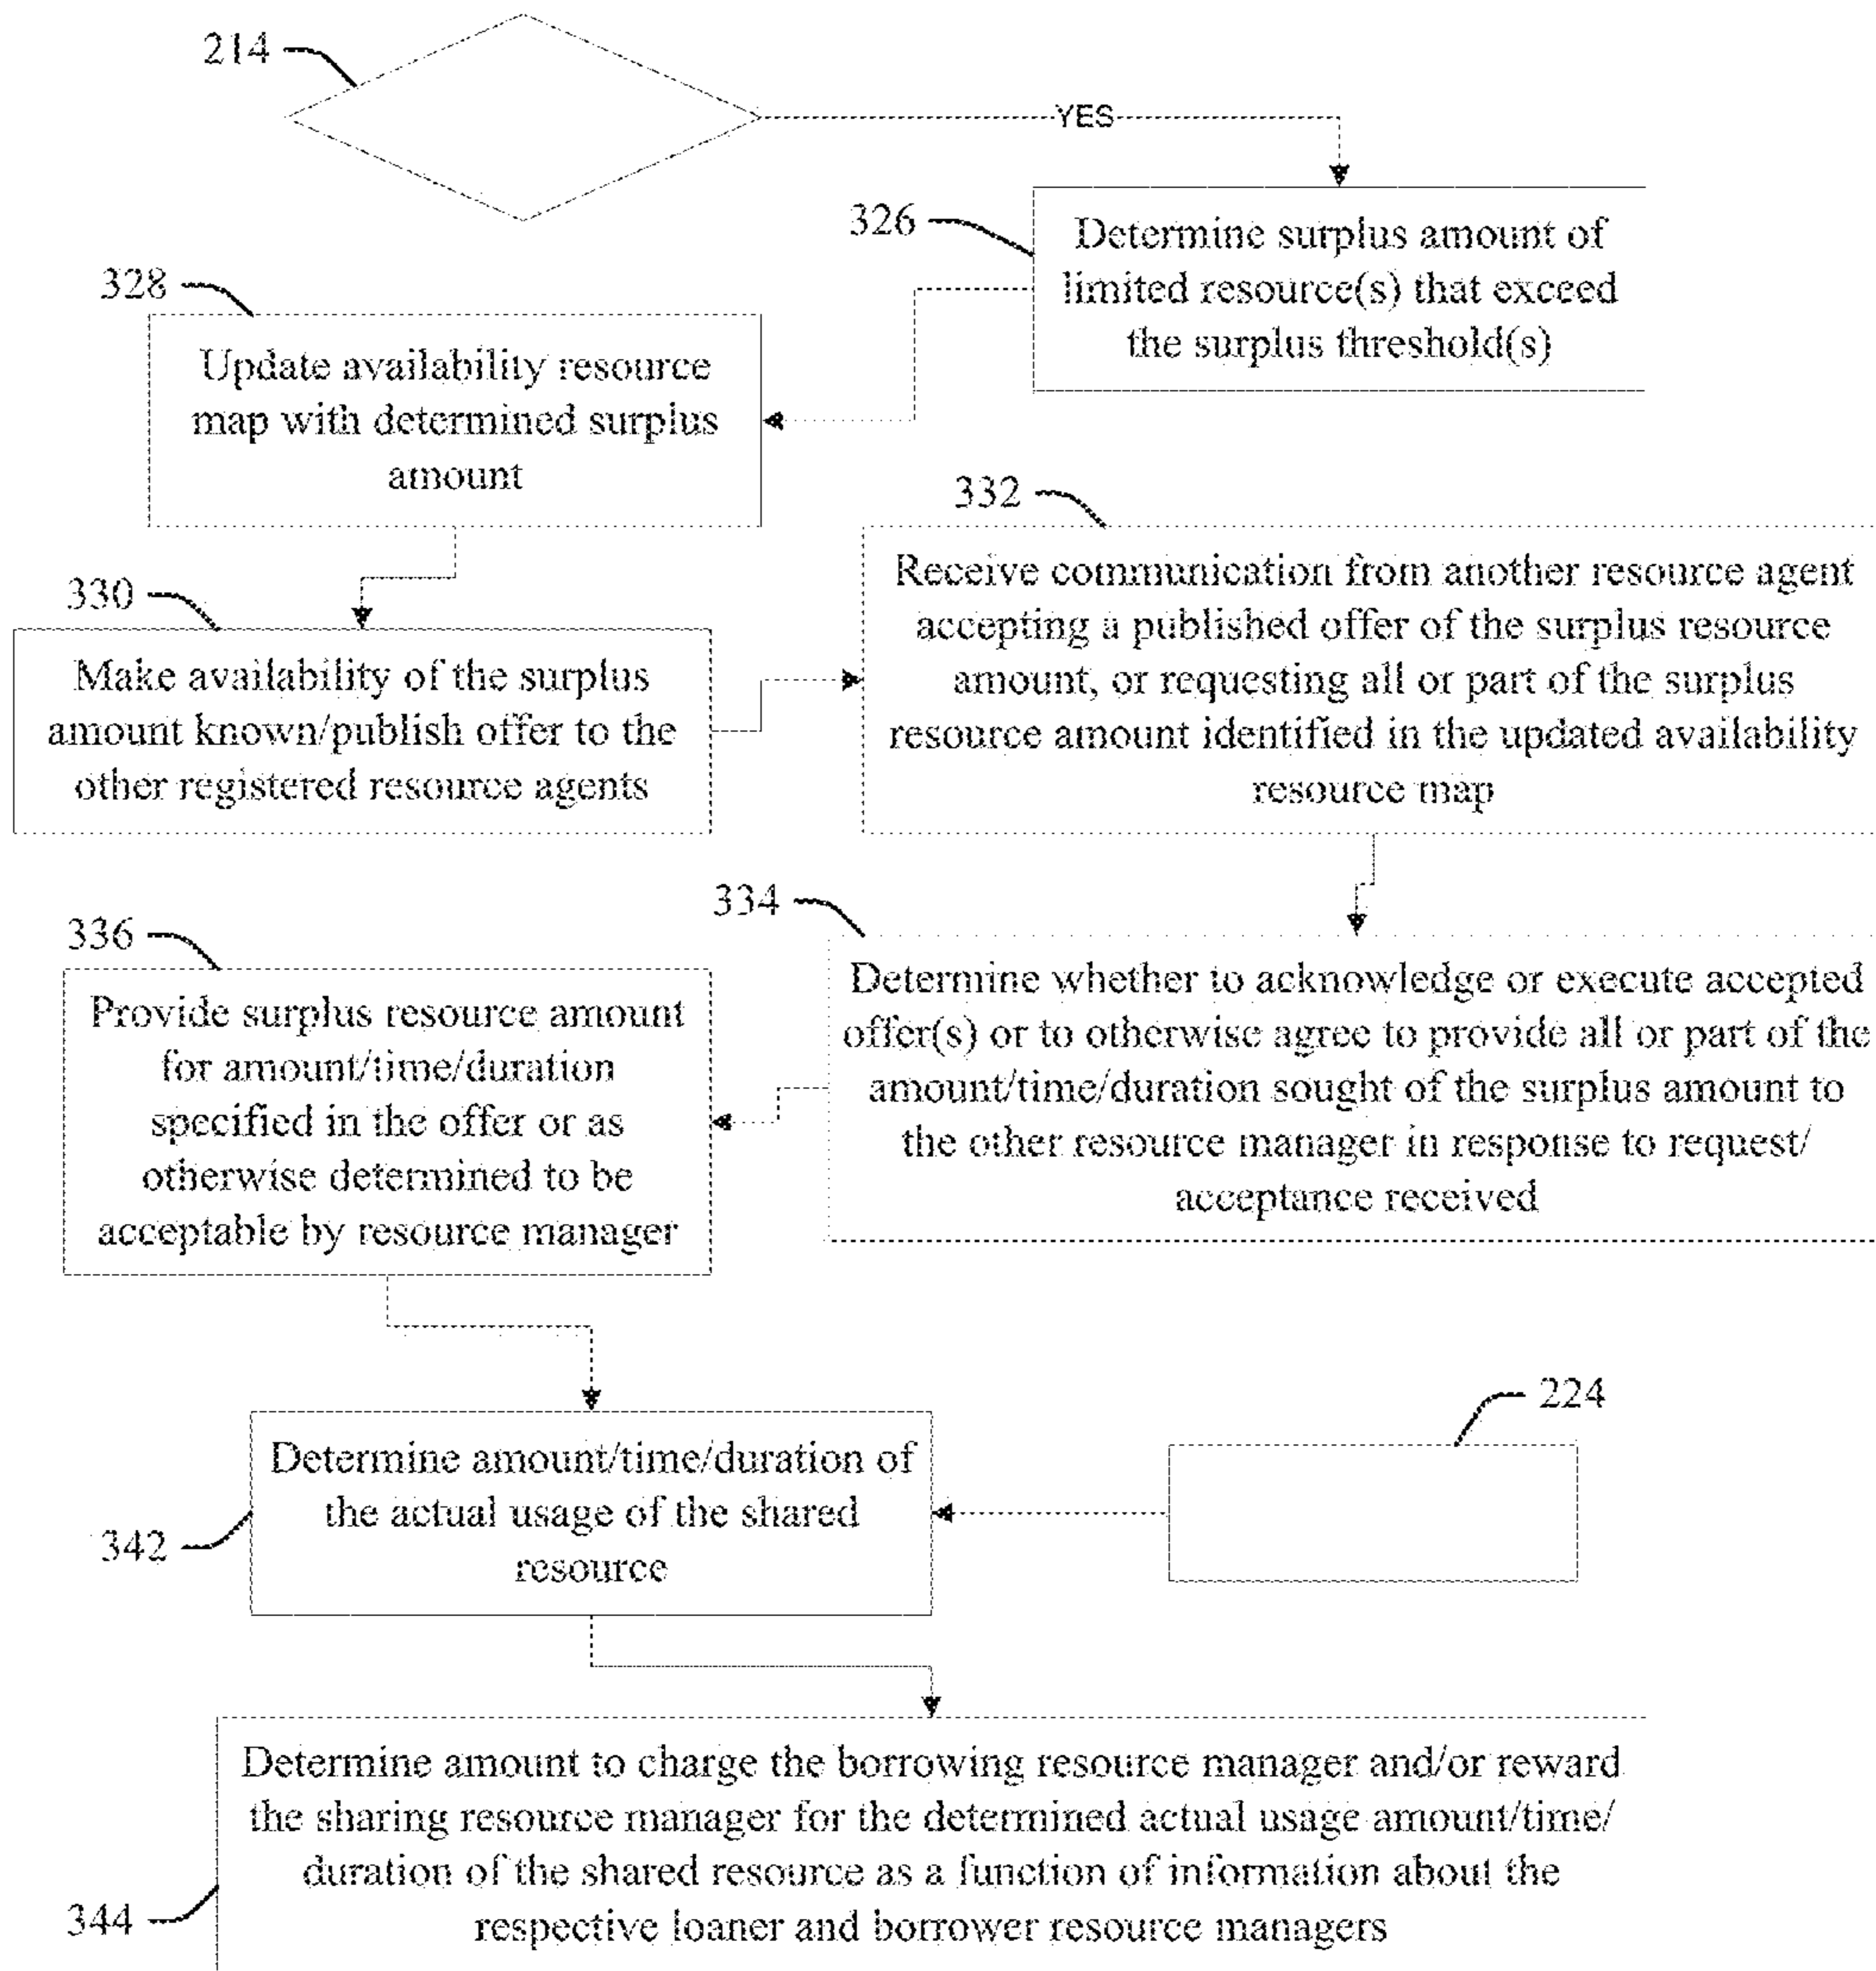 214
YES
326
Determine surplus amount of
limited resource(s) that exceed
the surplus threshold(s)
328
Update availability resource
map with determined surplus
amount
332
Receive communication from another resource agent
accepting a published offer of the surplus resource
amount, or requesting all or part of the surplus
resource amount identified in the updated availability
resource map
330
Make availability of the surplus
amount known/publish offer to the
other registered resource agents
334
Determine whether to acknowledge or execute accepted
offer(s) or to otherwise agree to provide all or part of the
amount/time/duration sought of the surplus amount to
the other resource manager in response to request/
acceptance received
336
Provide surplus resource amount
for amount/time/duration
specified in the offer or as
otherwise determined to be
acceptable by resource manager
224
Determine amount/time/duration of
the actual usage of the shared
resource
342
Determine amount to charge the borrowing resource manager and/or reward
the sharing resource manager for the determined actual usage amount/time/
duration of the shared resource as a function of information about the
respective loaner and borrower resource managers
344